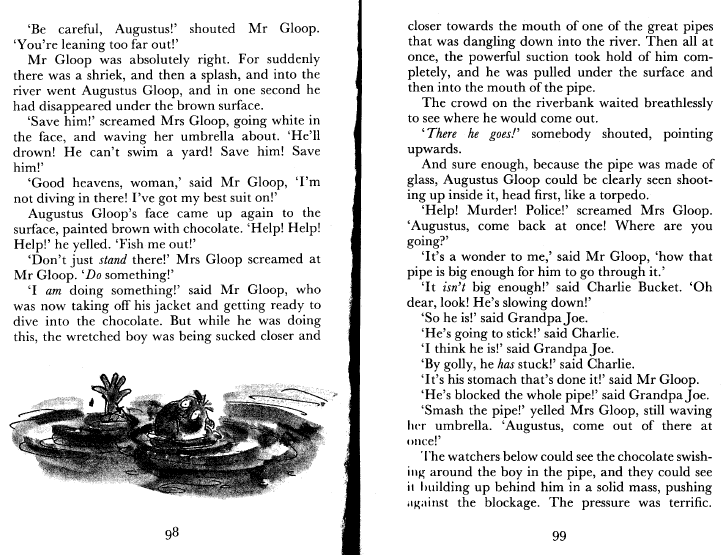 ‘Be careful, Augustus!’ shouted Mr Gloop.
‘You’re leaning too far out!’
Mr Gloop was absolutely right. For suddenly
there was a shriek, and then a splash, and into the
river went Augustus Gloop, and in one second he
had disappeared under the brown surface.
‘Save him!’ screamed Mrs Gloop, going white in
the face, and waving her umbrella about. ‘He’ll
drown! He can’t swim a yard! Save him! Save
him!’
‘Good heavens, woman,’ said Mr Gloop, ‘I’m
not diving in there! I’ve got my best suit on!’
Augustus Gloop’s face came up again to the
surface, painted brown with chocolate. ‘Help! Help!
Help!’ he yelled. ‘Fish me out!’
‘Don’t just stand there!’ Mrs Gloop screamed at
Mr Gloop. ‘Do something!’
‘I am doing something!’ said Mr Gloop, who
was now taking off his jacket and getting ready to
dive into the chocolate. But while he was doing
this, the wretched boy was being sucked closer and
98
closer towards the mouth of one of the great pipes
that was dangling down into the river. Then all at
once, the powerful suction took hold of him com-
pletely, and he was pulled under the surface and
then into the mouth of the pipe.
The crowd on the riverbank waited breathlessly
to see where he would come out.
‘There he goes!’ somebody shouted, pointing
upwards.
And sure enough, because the pipe was made of
glass, Augustus Gloop could be clearly seen shoot-
ing up inside it, head first, like a torpedo.
‘Help! Murder! Police!’ screamed Mrs Gloop.
‘Augustus, come back at once! Where are you
going?’
‘It’s a wonder to me,’ said Mr Gloop, ‘how that
pipe is big enough for him to go through it.’
‘It isn’t big enough!’ said Charlie Bucket. ‘Oh
dear, look! He’s slowing down!’
‘So he is!’ said Grandpa Joe.
‘He’s going to stick!’ said Charlie.
‘I think he is!’ said Grandpa Joe.
‘By golly, he has stuck!’ said Charlie.
‘It’s his stomach that’s done it!’ said Mr Gloop.
‘He’s blocked the whole pipe!’ said Grandpa Joe.
‘Smash the pipe!’ yelled Mrs Gloop, still waving
her umbrella. ‘Augustus, come out of there at
once!’
The watchers below could see the chocolate swish-
ing around the boy in the pipe, and they could see
it building up behind him in a solid mass, pushing
against the blockage. The pressure was terrific.
99